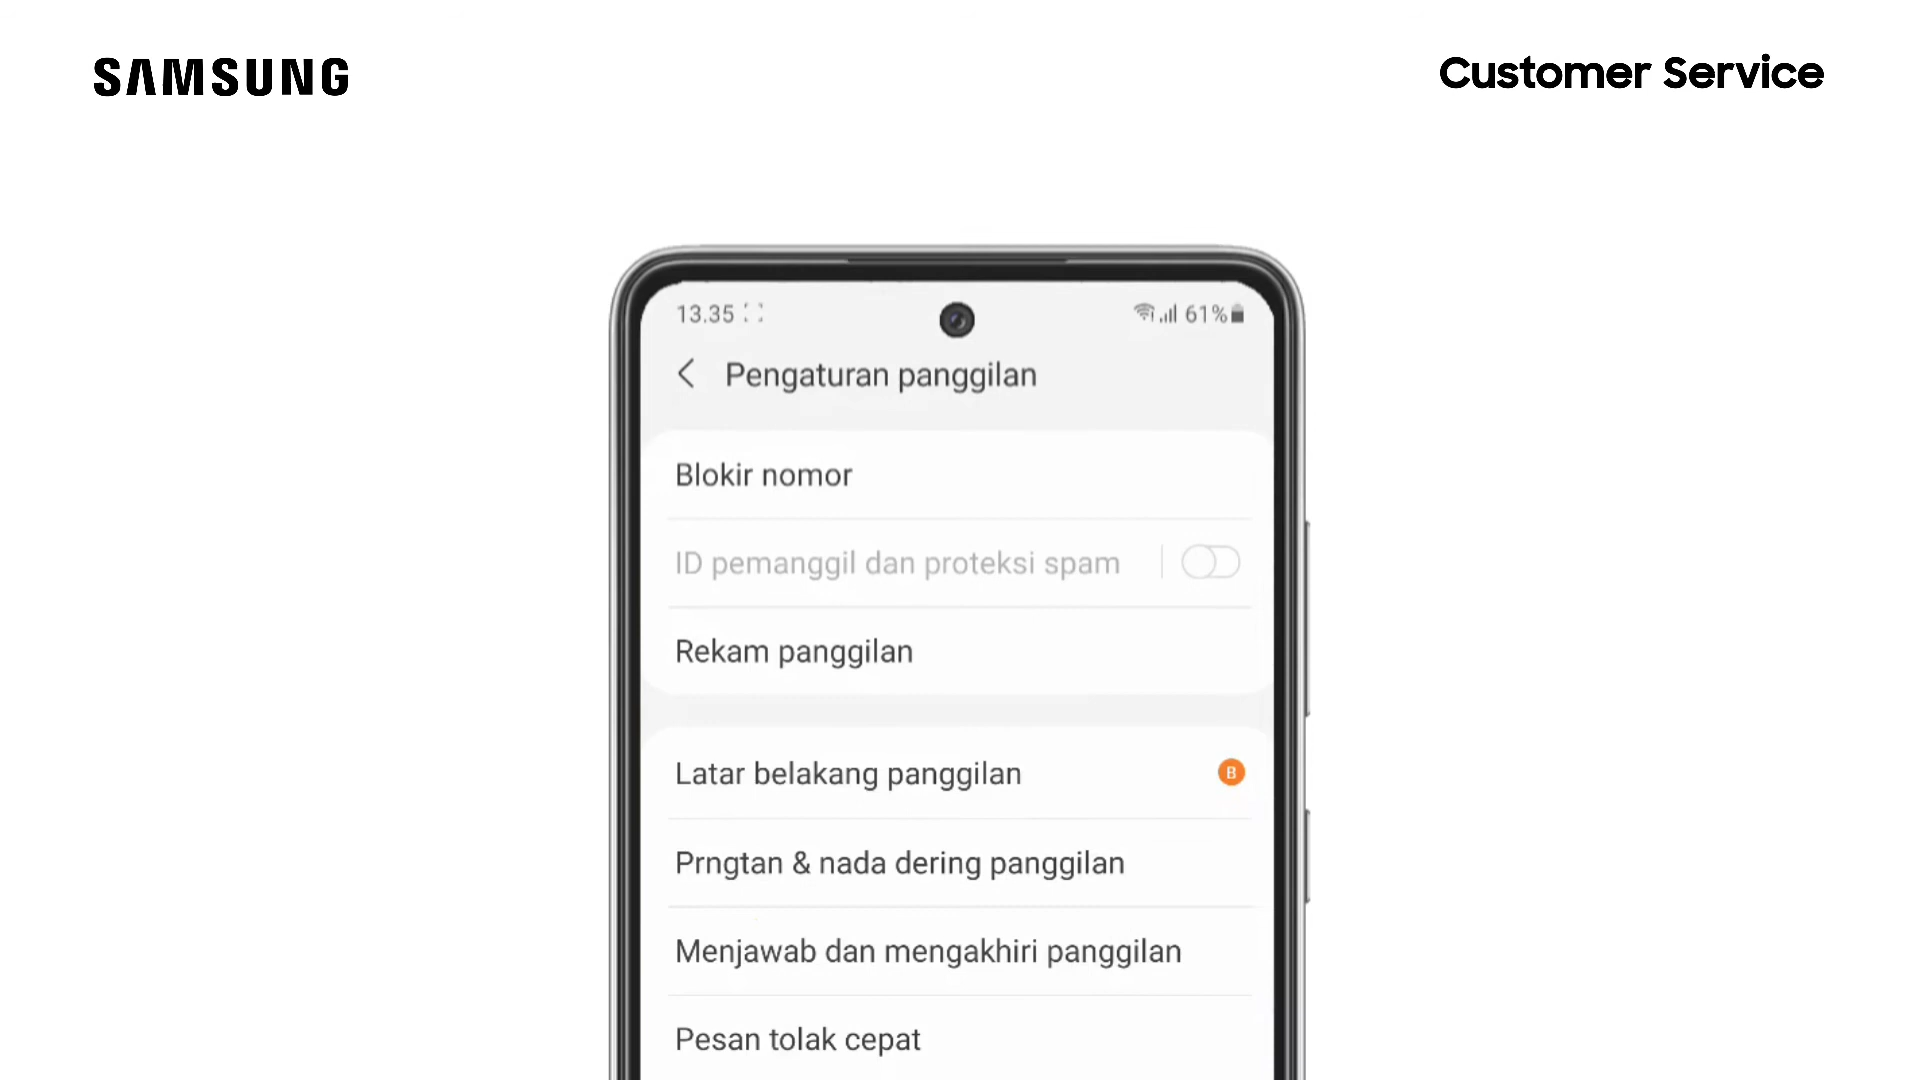 SAMSUNG
Customer Service
13.35
61%
Pengaturan panggilan
Blokir nomor
ID pemanggil dan proteksi spam
Rekam panggilan
Latar belakang panggilan
B
Prngtan & nada dering panggilan
Menjawab dan mengakhiri panggilan
Pesan tolak cepat